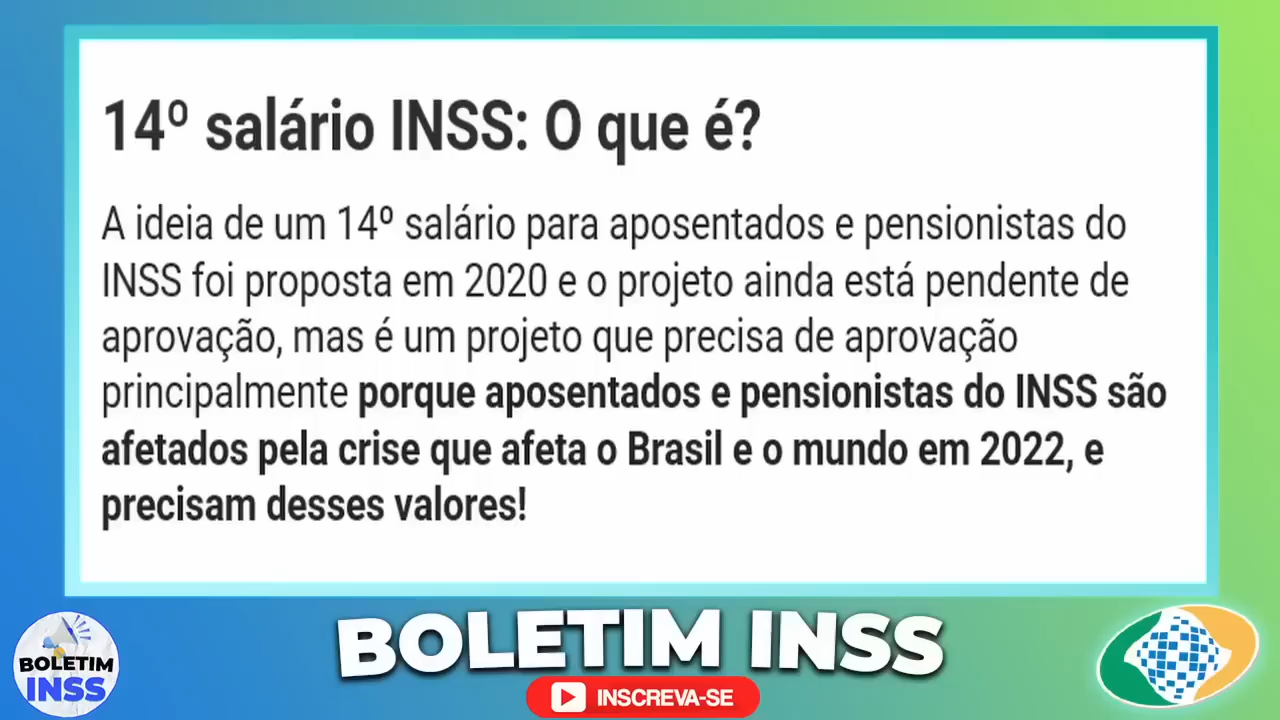 14º salário INSS: O que é?
A ideia de um 14º salário para aposentados e pensionistas do
INSS foi proposta em 2020 e o projeto ainda está pendente de
aprovação, mas é um projeto que precisa de aprovação
principalmente porque aposentados e pensionistas do INSS são
afetados pela crise que afeta o Brasil e o mundo em 2022, e
precisam desses valores!
BOLETIM INSS
INSCREVA-SE
BOLETIM
INSS